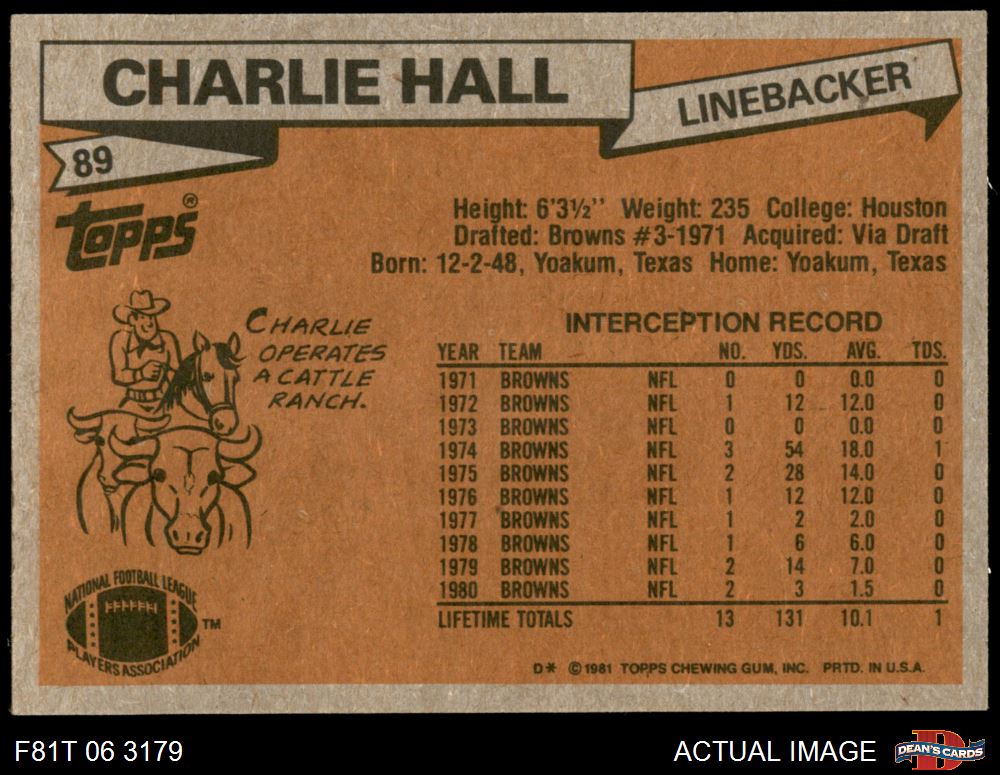 CHARLIE HALL
LINEBACKER
89
TOPPS®
Height: 6'3½'' Weight: 235 College: Houston
Drafted: Browns #3-1971 Acquired: Via Draft
Born: 12-2-48, Yoakum, Texas Home: Yoakum, Texas
CHARLIE
OPERATES
A CATTLE
RANCH.
INTERCEPTION RECORD
YEAR TEAM NO. YDS. AVG. TDS.
1971 BROWNS NFL 0 0 0.0 0
1972 BROWNS NFL 1 12 12.0 0
1973 BROWNS NFL 0 0 0.0 0
1974 BROWNS NFL 3 54 18.0 1
1975 BROWNS NFL 2 28 14.0 0
1976 BROWNS NFL 1 12 12.0 0
1977 BROWNS NFL 1 2 2.0 0
1978 BROWNS NFL 1 6 6.0 0
1979 BROWNS NFL 2 14 7.0 0
1980 BROWNS NFL 2 3 1.5 0
LIFETIME TOTALS 13 131 10.1 1
NATIONAL FOOTBALL LEAGUE
PLAYERS ASSOCIATION TM
D* ©1981 TOPPS CHEWING GUM, INC. PRTD. IN U.S.A.
F81T 06 3179
ACTUAL IMAGE
D
DEAN'S CARDS